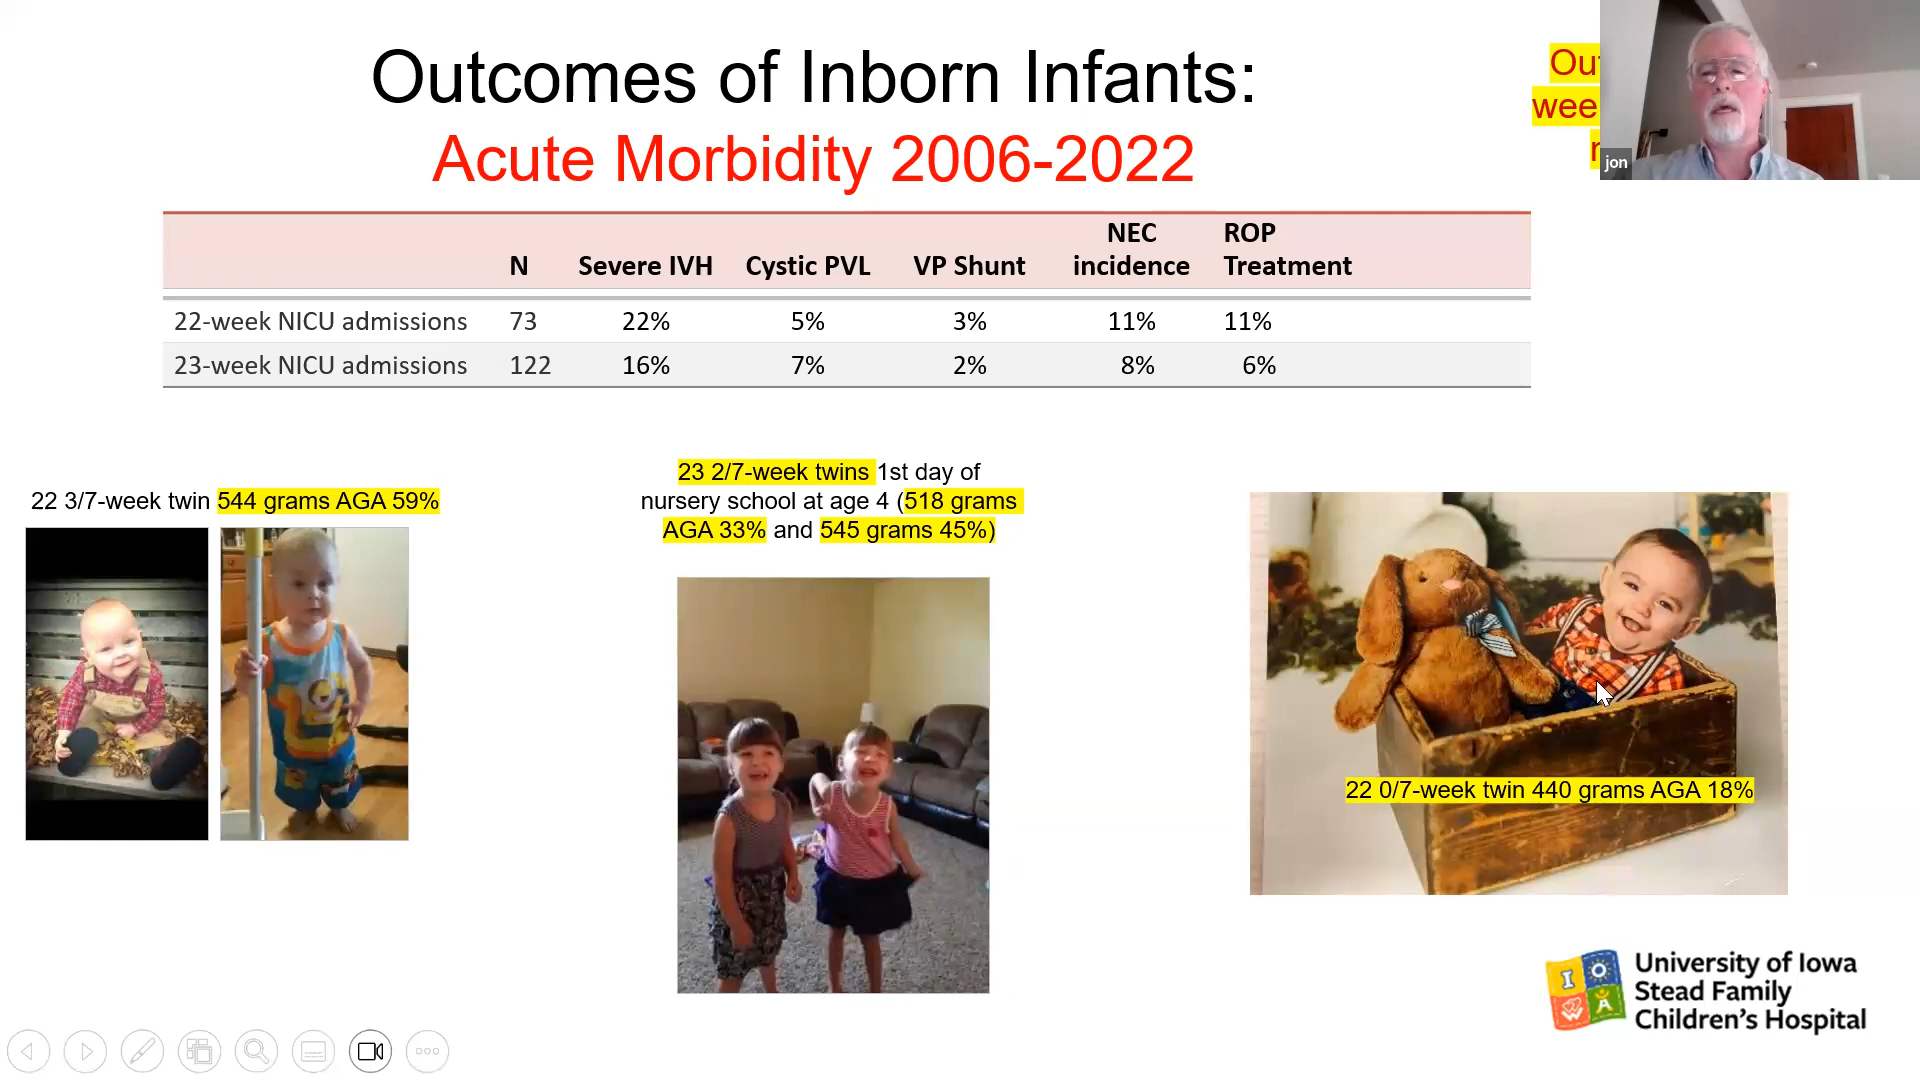 Outcomes of Inborn Infants:
Acute Morbidity 2006-2022
jon
N Severe IVH Cystic PVL VP Shunt NEC incidence ROP Treatment
22-week NICU admissions 73 22% 5% 3% 11% 11%
23-week NICU admissions 122 16% 7% 2% 8% 6%
22 3/7-week twin 544 grams AGA 59%
23 2/7-week twins 1st day of
nursery school at age 4 (518 grams
AGA 33% and 545 grams 45%)
22 0/7-week twin 440 grams AGA 18%
IOWA
University of Iowa
Stead Family
Children's Hospital